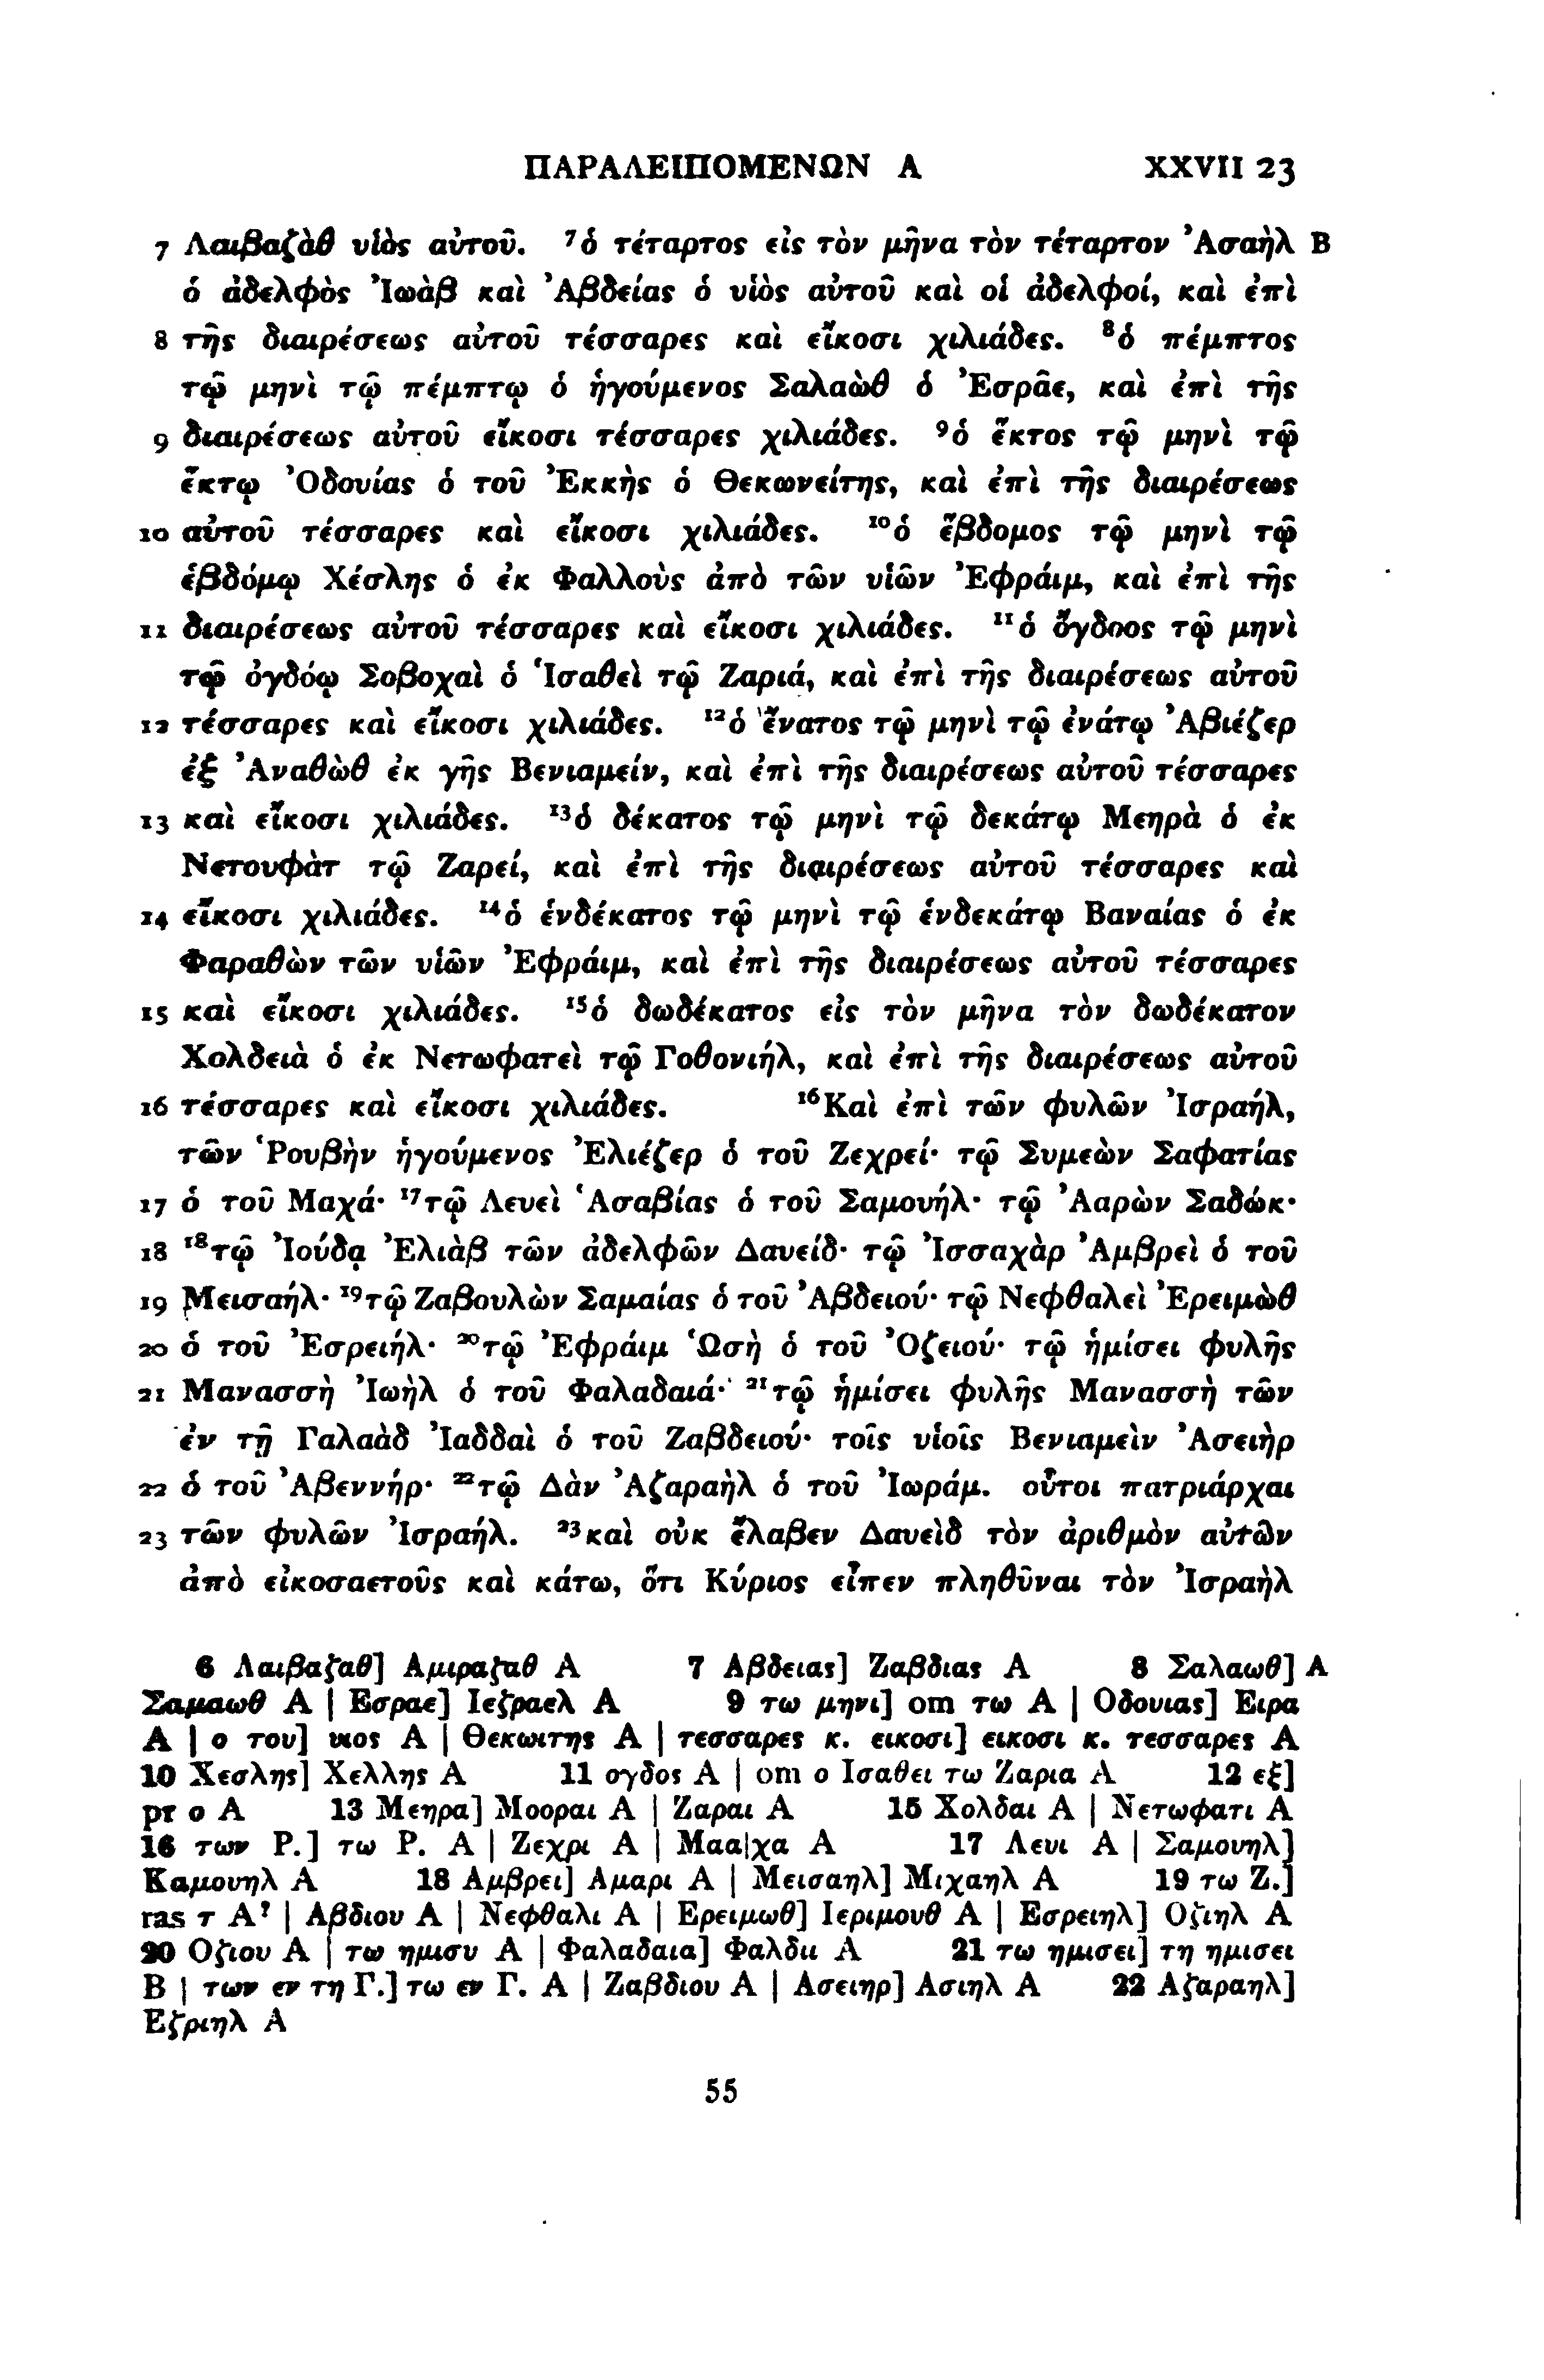 ΠΑΡΑΛΕΙΠΟΜΕΝΩΝ Α XXVII 23
7 Λαιβαζὰθ υἱὸς αὐτοῦ. ⁷ὁ τέταρτος εἰς τὸν μῆνα τὸν τέταρτον Ἀσαὴλ B
ὁ ἀδελφὸς Ἰωὰβ καὶ Ἀβδείας ὁ υἱὸς αὐτοῦ καὶ οἱ ἀδελφοί, καὶ ἐπὶ
8 τῆς διαιρέσεως αὐτοῦ τέσσαρες καὶ εἴκοσι χιλιάδες. ⁸ὁ πέμπτος
τῷ μηνὶ τῷ πέμπτῳ ὁ ἡγούμενος Σαλαὼθ ὁ Ἐσρᾶε, καὶ ἐπὶ τῆς
9 διαιρέσεως αὐτοῦ εἴκοσι τέσσαρες χιλιάδες. ⁹ὁ ἕκτος τῷ μηνὶ τῷ
ἕκτῳ Ὀδουίας ὁ τοῦ Ἐκκὴς ὁ Θεκωνείτης, καὶ ἐπὶ τῆς διαιρέσεως
10 αὐτοῦ τέσσαρες καὶ εἴκοσι χιλιάδες. ¹⁰ὁ ἕβδομος τῷ μηνὶ τῷ
ἑβδόμῳ Χέσλης ὁ ἐκ Φαλλοὺς ἀπὸ τῶν υἱῶν Ἐφράιμ, καὶ ἐπὶ τῆς
11 διαιρέσεως αὐτοῦ τέσσαρες καὶ εἴκοσι χιλιάδες. ¹¹ὁ ὄγδοος τῷ μηνὶ
τῷ ὀγδόῳ Σοβοχαὶ ὁ Ἱσαθεὶ τῷ Ζαριά, καὶ ἐπὶ τῆς διαιρέσεως αὐτοῦ
12 τέσσαρες καὶ εἴκοσι χιλιάδες. ¹²ὁ ἔνατος τῷ μηνὶ τῷ ἐνάτῳ Ἀβιέζερ
ἐξ Ἀναθὼθ ἐκ γῆς Βενιαμείν, καὶ ἐπὶ τῆς διαιρέσεως αὐτοῦ τέσσαρες
13 καὶ εἴκοσι χιλιάδες. ¹³ὁ δέκατος τῷ μηνὶ τῷ δεκάτῳ Μεηρὰ ὁ ἐκ
Νετουφὰτ τῷ Ζαρεί, καὶ ἐπὶ τῆς διαιρέσεως αὐτοῦ τέσσαρες καὶ
14 εἴκοσι χιλιάδες. ¹⁴ὁ ἑνδέκατος τῷ μηνὶ τῷ ἑνδεκάτῳ Βαναίας ὁ ἐκ
Φαραθὼν τῶν υἱῶν Ἐφράιμ, καὶ ἐπὶ τῆς διαιρέσεως αὐτοῦ τέσσαρες
15 καὶ εἴκοσι χιλιάδες. ¹⁵ὁ δωδέκατος εἰς τὸν μῆνα τὸν δωδέκατον
Χολδειὰ ὁ ἐκ Νετωφατεὶ τῷ Γοθονιήλ, καὶ ἐπὶ τῆς διαιρέσεως αὐτοῦ
16 τέσσαρες καὶ εἴκοσι χιλιάδες. ¹⁶Καὶ ἐπὶ τῶν φυλῶν Ἰσραήλ,
τῶν Ῥουβὴν ἡγούμενος Ἐλιέζερ ὁ τοῦ Ζεχρεί· τῷ Συμεὼν Σαφατίας
17 ὁ τοῦ Μαχά· ¹⁷τῷ Λευεὶ Ἁσαβίας ὁ τοῦ Σαμουήλ· τῷ Ἀαρὼν Σαδώκ·
18 ¹⁸τῷ Ἰούδᾳ Ἐλιὰβ τῶν ἀδελφῶν Δαυείδ· τῷ Ἰσσαχὰρ Ἀμβρεὶ ὁ τοῦ
19 Μεισαήλ· ¹⁹τῷ Ζαβουλὼν Σαμαίας ὁ τοῦ Ἀβδειού· τῷ Νεφθαλεὶ Ἐρειμὼθ
20 ὁ τοῦ Ἐσρειήλ· ²⁰τῷ Ἐφράιμ Ὡσὴ ὁ τοῦ Ὀζειού· τῷ ἡμίσει φυλῆς
21 Μανασσὴ Ἰωὴλ ὁ τοῦ Φαλαδαιά· ²¹τῷ ἡμίσει φυλῆς Μανασσὴ τῶν
ἐν τῇ Γαλαὰδ Ἰαδδαὶ ὁ τοῦ Ζαβδειού· τοῖς υἱοῖς Βενιαμεὶν Ἀσειὴρ
22 ὁ τοῦ Ἀβεννήρ· ²²τῷ Δὰν Ἀζαραὴλ ὁ τοῦ Ἰωράμ. οὗτοι πατριάρχαι
23 τῶν φυλῶν Ἰσραήλ. ²³καὶ οὐκ ἔλαβεν Δαυεὶδ τὸν ἀριθμὸν αὐτῶν
ἀπὸ εἰκοσαετοῦς καὶ κάτω, ὅτι Κύριος εἶπεν πληθῦναι τὸν Ἰσραὴλ
6 Λαιβαζαθ] Αμιραζαθ A 7 Αβδειας] Ζαβδιας A 8 Σαλαωθ] A
Σαμαωθ A | Εσραε] Ιεζραελ A 9 τω μηνι] om τω A | Οδουιας] Ειρα
A | ο του] υιος A | Θεκωιτης A | τεσσαρες κ. εικοσι] εικοσι κ. τεσσαρες A
10 Χεσλης] Χελλης A 11 ογδος A | om ο Ισαθει τω Ζαρια A 12 εξ]
pr ο A 13 Μεηρα] Μοοραι A | Ζαραι A 15 Χολδαι A | Νετωφατι A
16 των Ρ.] τω Ρ. A | Ζεχρι A | Μαα|χα A 17 Λευι A | Σαμουηλ]
Καμουηλ A 18 Αμβρει] Αμαρι A | Μεισαηλ] Μιχαηλ A 19 τω Ζ.]
ras τ A? | Αβδιου A | Νεφθαλι A | Ερειμωθ] Ιεριμουθ A | Εσρειηλ] Οζιηλ A
20 Οζιου A | τω ημισυ A | Φαλαδαια] Φαλδια A 21 τω ημισει] τη ημισει
B | των εν τη Γ.] τω εν Γ. A | Ζαβδιου A | Ασειηρ] Ασιηλ A 22 Αζαραηλ]
Εζριηλ A
55